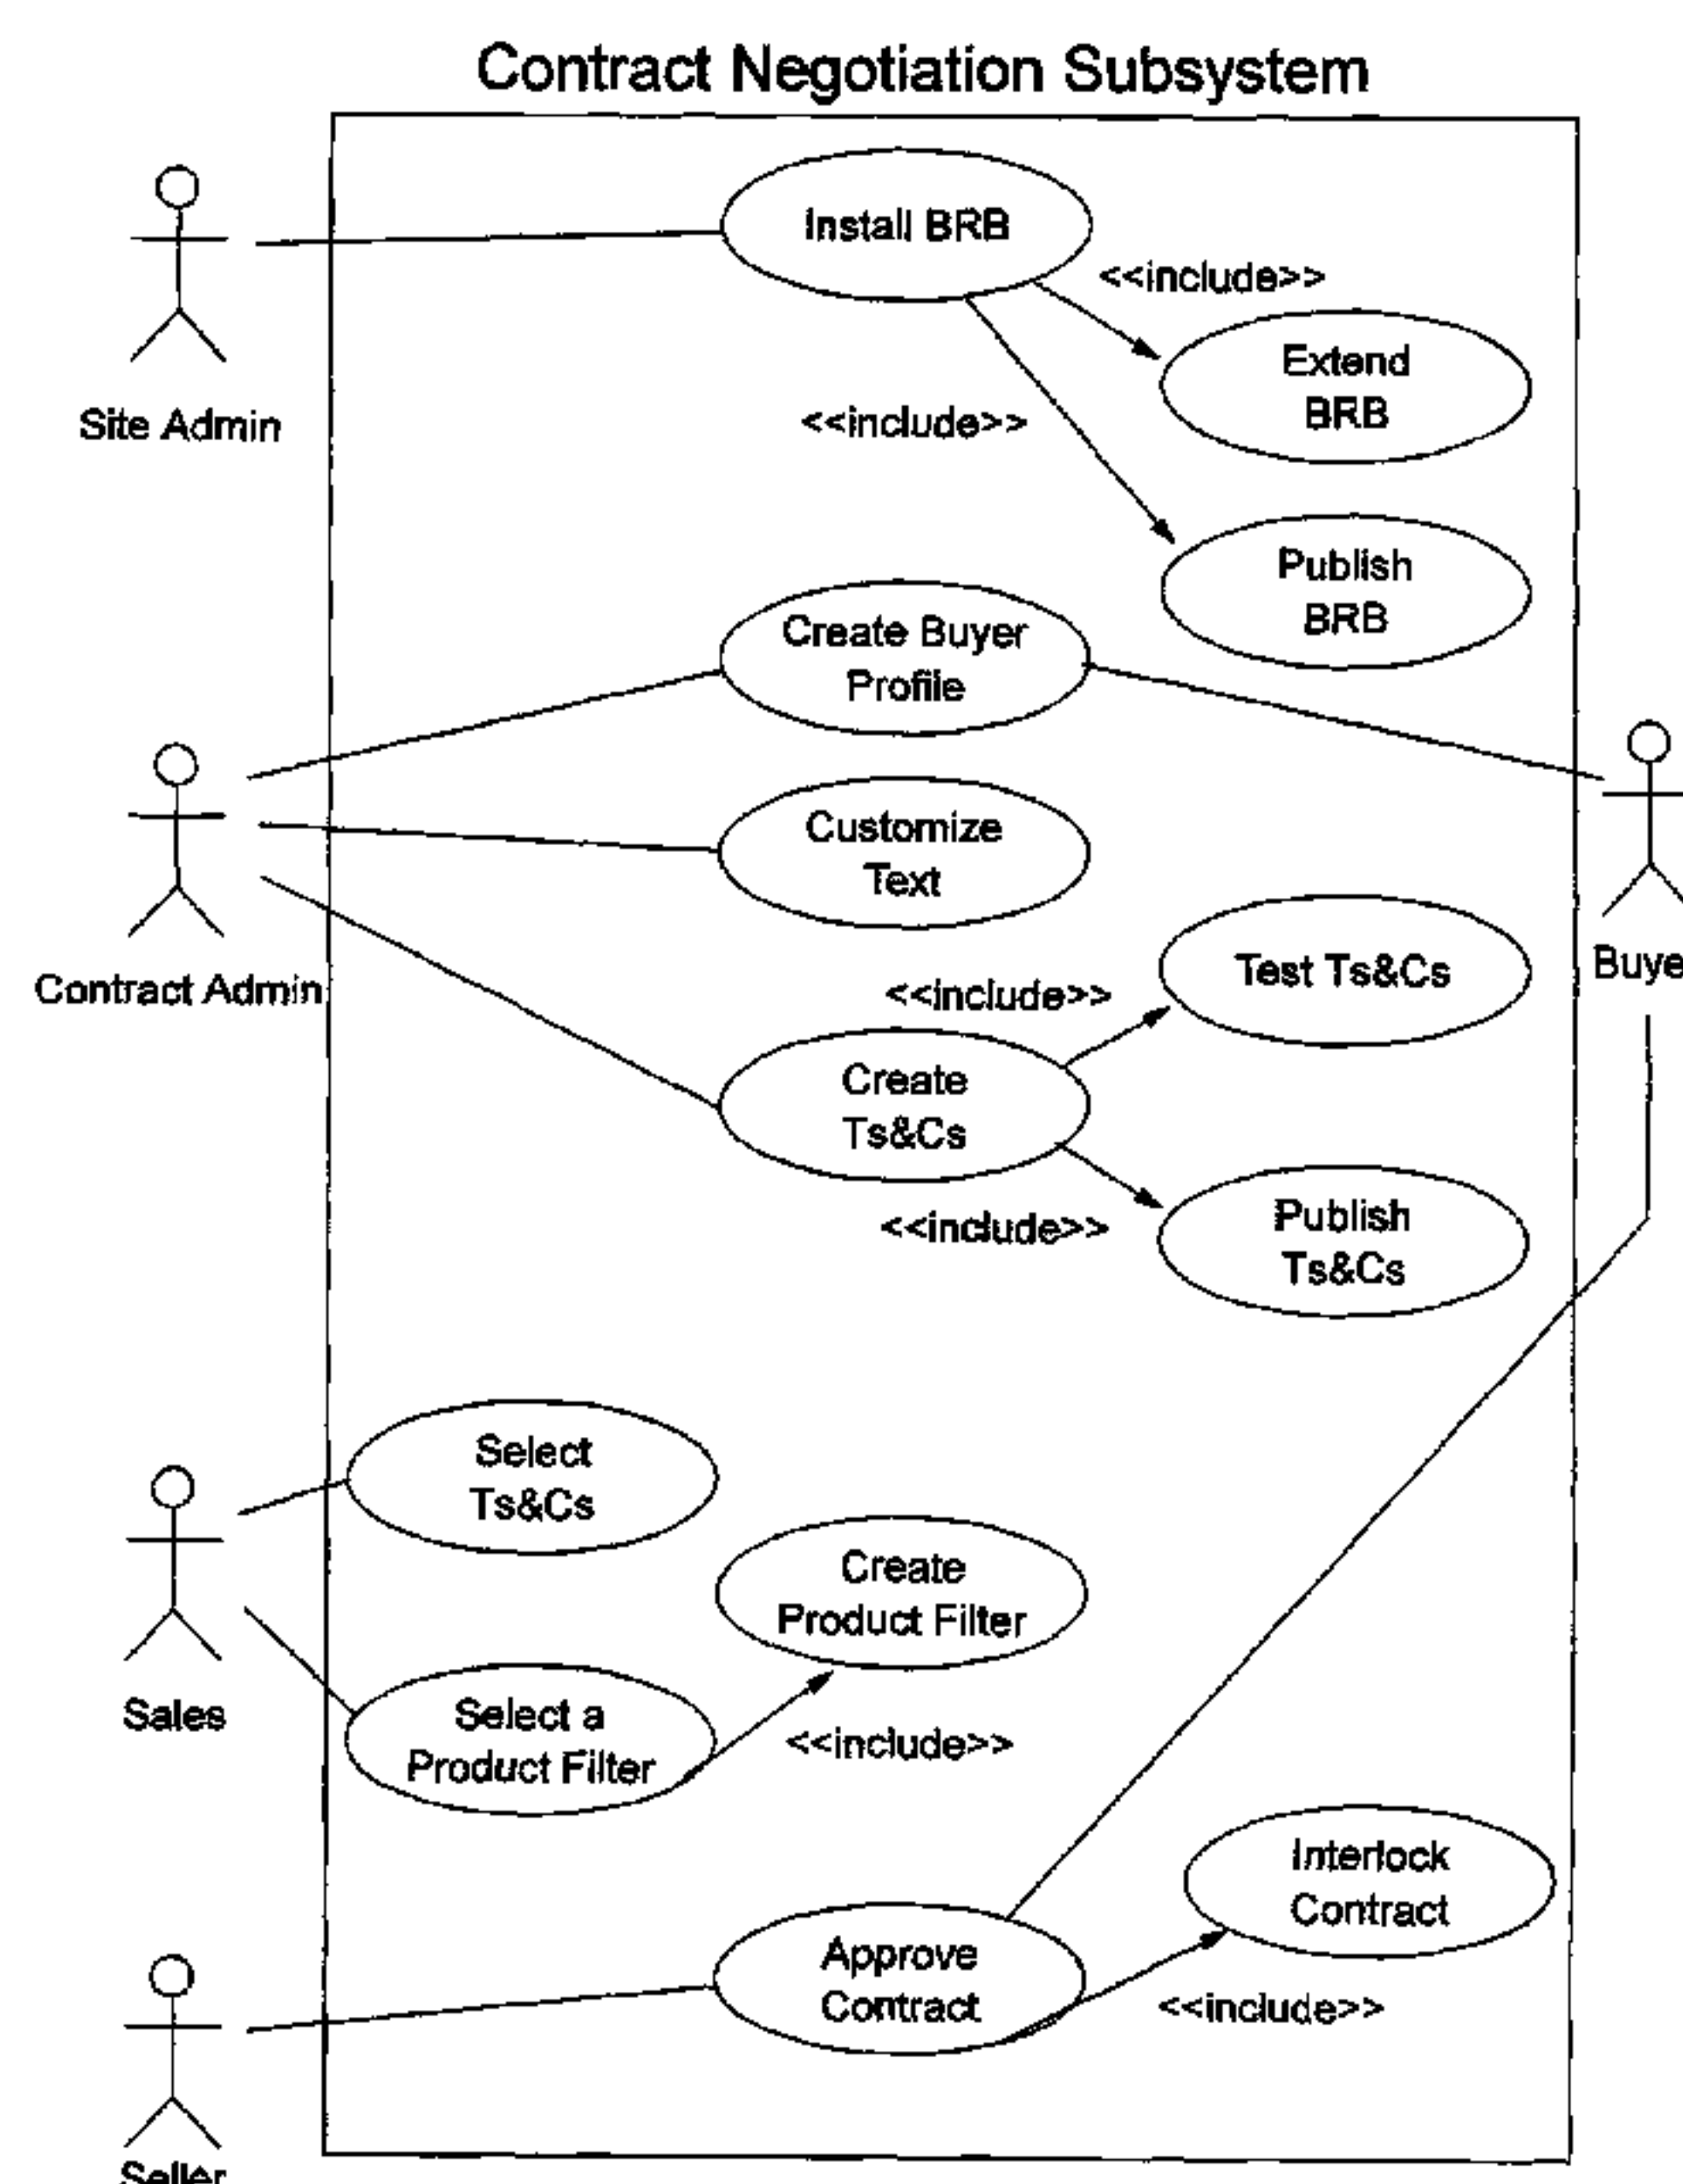 Contract Negotiation Subsystem
Install BRB
<<include>>
Extend
BRB
Site Admin
<<include>>
Publish
BRB
Create Buyer
Profile
Customize
Text
Contract Admin
Buye
Test Ts&Cs
<<include>>
Create
Ts&Cs
<<include>>
Publish
Ts&Cs
Select
Ts&Cs
Create
Product Filter
Sales
Select a
Product Filter
<<include>>
Interlock
Contract
Approve
Contract
<<include>>
Seller